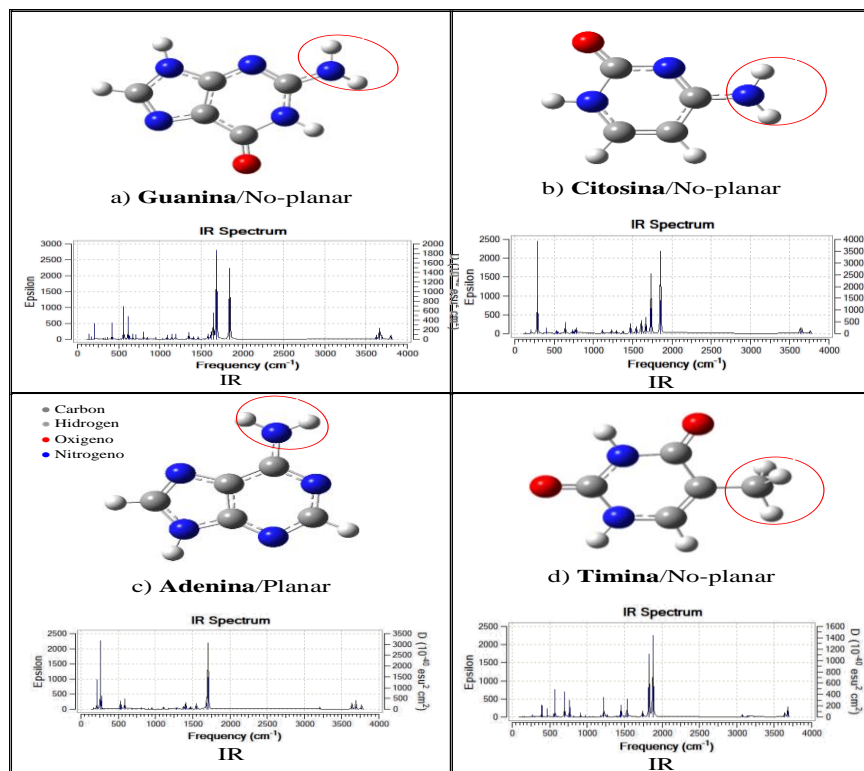 a) Guanina/No-planar
IR Spectrum
3000
2500
2000
1500
1000
500
0
Epsilon
2000
1800
1600
1400
1200
1000
800
600
400
200
0
0 500 1000 1500 2000 2500 3000 3500 4000
Frequency (cm-1)
IR
b) Citosina/No-planar
IR Spectrum
2500
2000
1500
1000
500
0
Epsilon
4000
3500
3000
2500
2000
1500
1000
500
0
0 500 1000 1500 2000 2500 3000 3500 4000
Frequency (cm-1)
IR
Carbon
Hidrogen
Oxigeno
Nitrogeno
c) Adenina/Planar
IR Spectrum
2500
2000
1500
1000
500
0
Epsilon
3500
3000
2500
2000
1500
1000
500
0
D (10-40 esu2 cm2)
0 500 1000 1500 2000 2500 3000 3500 4000
Frequency (cm-1)
IR
d) Timina/No-planar
IR Spectrum
2500
2000
1500
1000
500
0
Epsilon
1600
1400
1200
1000
800
600
400
200
0
D (10-40 esu2 cm2)
0 500 1000 1500 2000 2500 3000 3500 4000
Frequency (cm-1)
IR